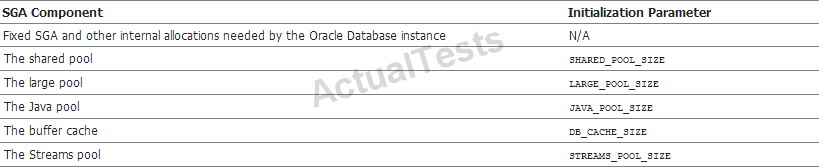 SGA Component Initialization Parameter
Fixed SGA and other internal allocations needed by the Oracle Database instance N/A
The shared pool SHARED_POOL_SIZE
The large pool LARGE_POOL_SIZE
The Java pool JAVA_POOL_SIZE
The buffer cache DB_CACHE_SIZE
The Streams pool STREAMS_POOL_SIZE
ActualTests